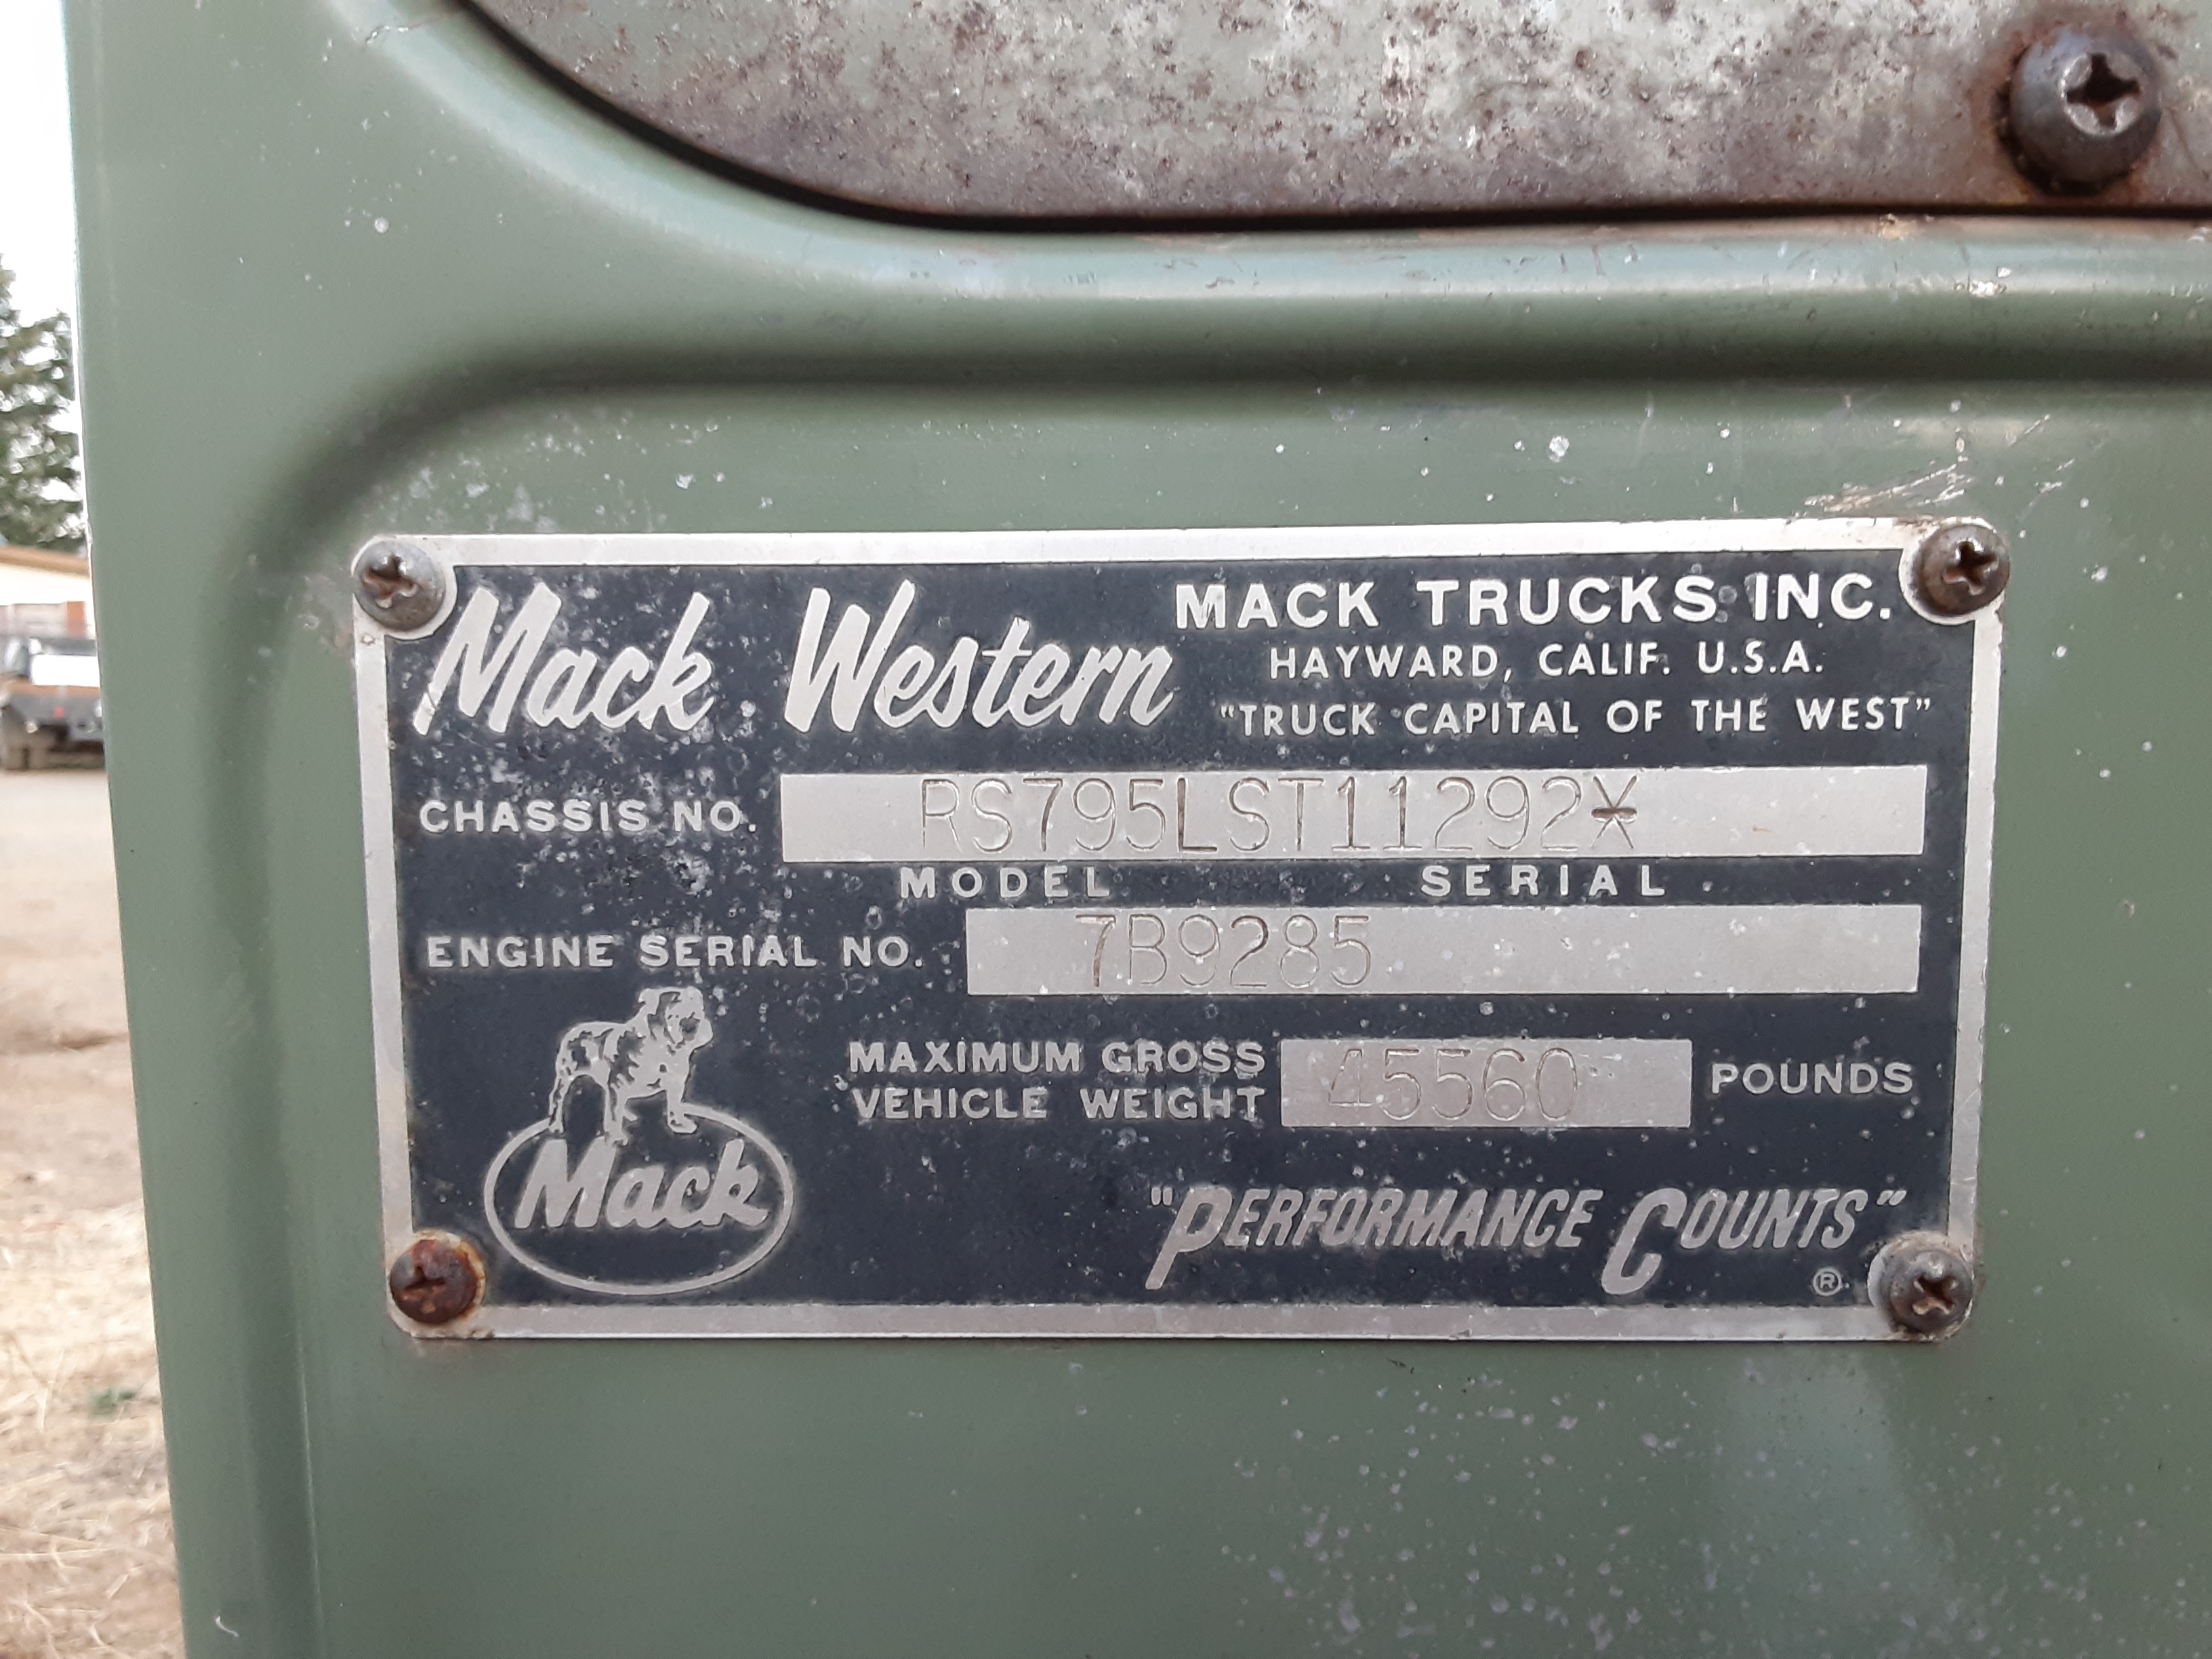 Mack Western
MACK TRUCKS INC.
HAYWARD, CALIF. U.S.A.
"TRUCK CAPITAL OF THE WEST"
CHASSIS NO. RS795LST11292*
MODEL SERIAL
ENGINE SERIAL NO. 7B9285
MAXIMUM GROSS
VEHICLE WEIGHT 45560 POUNDS
Mack
"PERFORMANCE COUNTS"
®